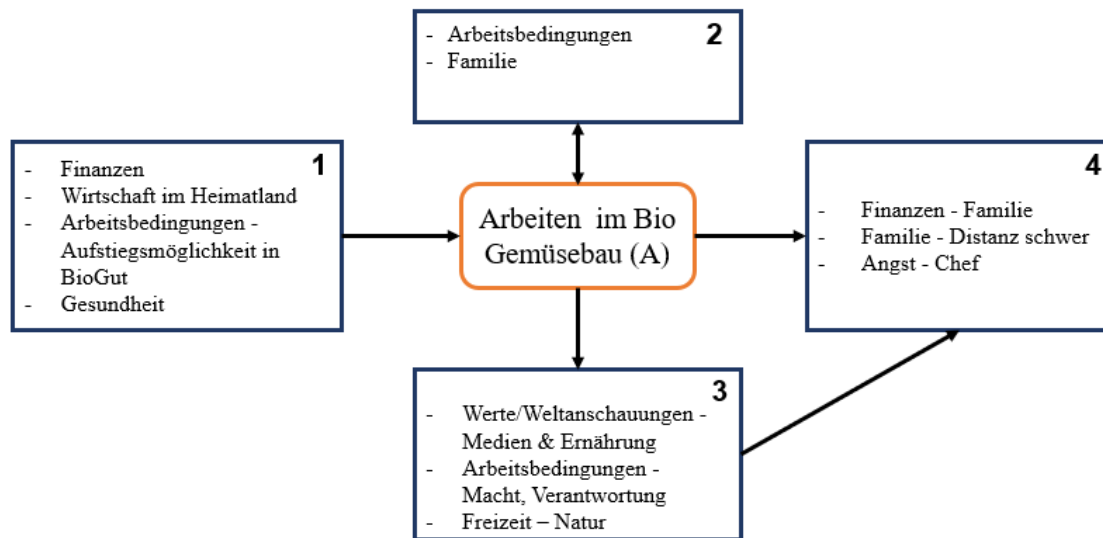 - Arbeitsbedingungen
- Familie
2
1
- Finanzen
- Wirtschaft im Heimatland
- Arbeitsbedingungen -
Aufstiegsmöglichkeit in
BioGut
- Gesundheit
Arbeiten im Bio
Gemüsebau (A)
4
- Finanzen - Familie
- Familie - Distanz schwer
- Angst - Chef
3
- Werte/Weltanschauungen -
Medien & Ernährung
- Arbeitsbedingungen -
Macht, Verantwortung
- Freizeit – Natur